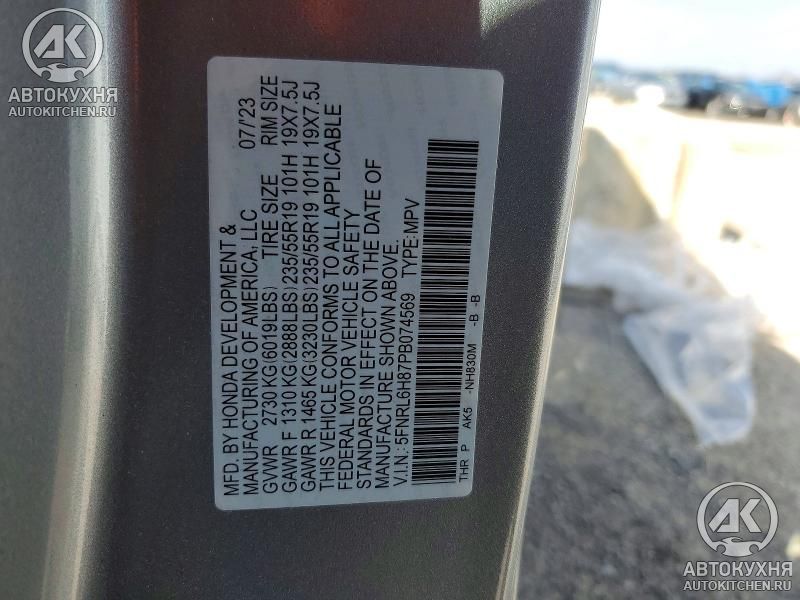 AK
АВТОКУХНЯ
AUTOKITCHEN.RU
MFD. BY HONDA DEVELOPMENT & 07/'23
MANUFACTURING OF AMERICA, LLC
GVWR 2730 KG(6019LBS) TIRE SIZE RIM SIZE
GAWR F 1310 KG(2888LBS)235/55R19 101H 19X7.5J
GAWR R 1465 KG(3230LBS)235/55R19 101H 19X7.5J
THIS VEHICLE CONFORMS TO ALL APPLICABLE
FEDERAL MOTOR VEHICLE SAFETY
STANDARDS IN EFFECT ON THE DATE OF
MANUFACTURE SHOWN ABOVE.
V.I.N.: 5FNRL6H87PB074569 TYPE:MPV
THR P AK5 -NH830M -B -B
AK
АВТОКУХНЯ
AUTOKITCHEN.RU